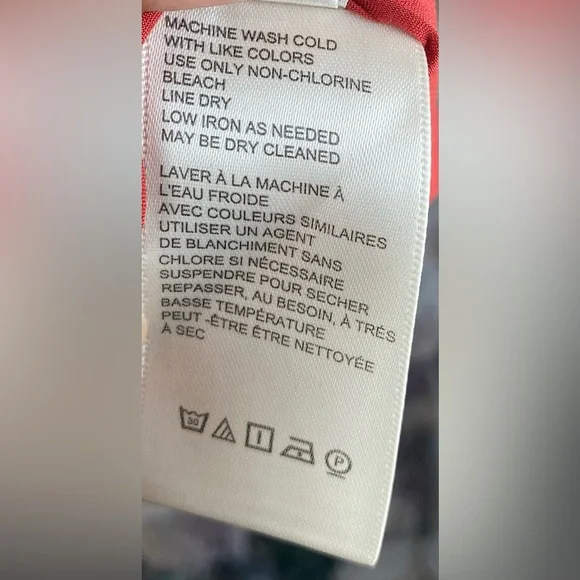 MACHINE WASH COLD
WITH LIKE COLORS
USE ONLY NON-CHLORINE
BLEACH
LINE DRY
LOW IRON AS NEEDED
MAY BE DRY CLEANED
LAVER À LA MACHINE À
L'EAU FROIDE
AVEC COULEURS SIMILAIRES
UTILISER UN AGENT
DE BLANCHIMENT SANS
CHLORE SI NÉCESSAIRE
SUSPENDRE POUR SECHER
REPASSER, AU BESOIN, À TRÉS
BASSE TEMPÉRATURE
PEUT -ÊTRE ÊTRE NETTOYÉE
À SEC
30 P